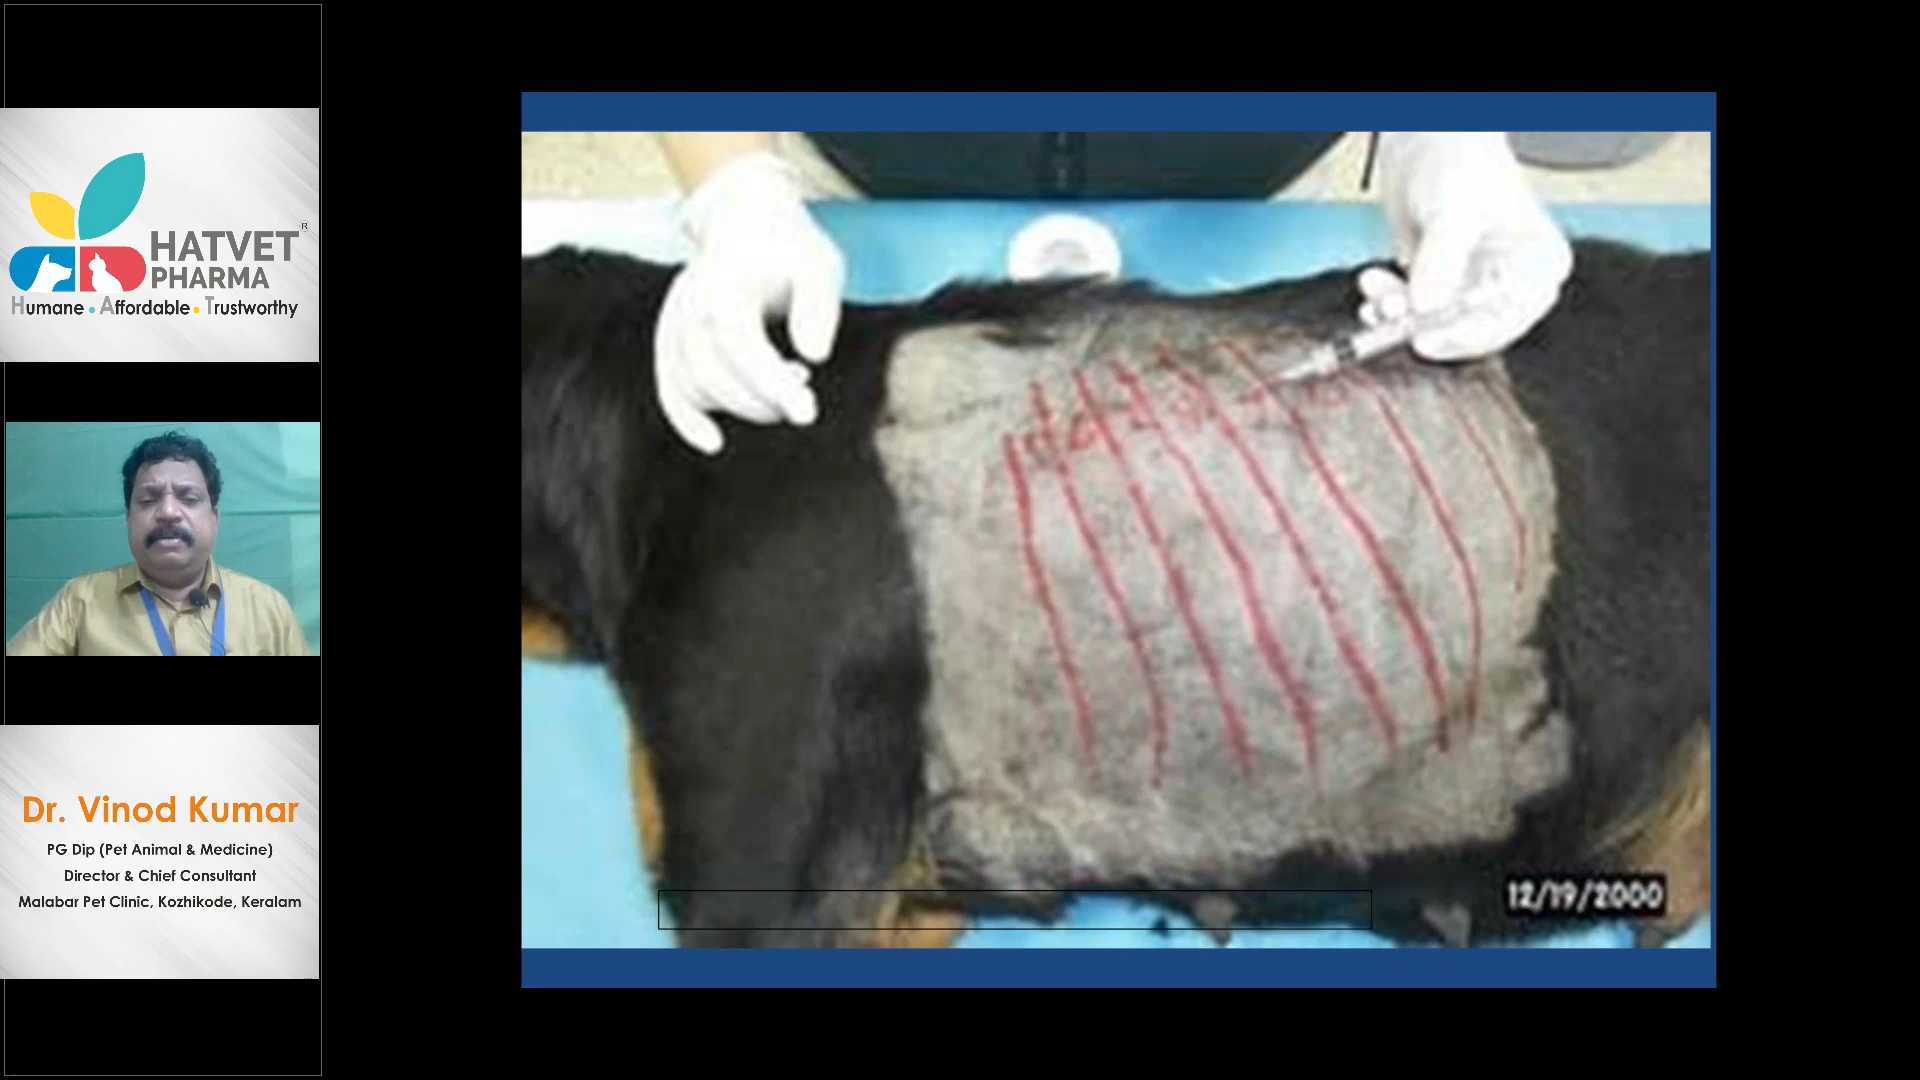 HATVET ®
PHARMA
Humane • Affordable • Trustworthy
Dr. Vinod Kumar
PG Dip (Pet Animal & Medicine)
Director & Chief Consultant
Malabar Pet Clinic, Kozhikode, Keralam
12/19/2000